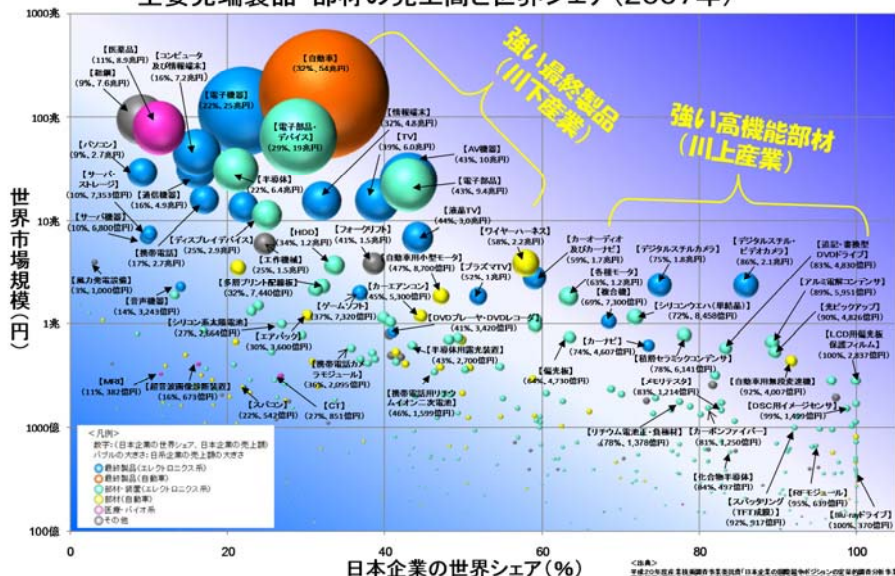 主要先端製品・部材の売上高と世界シェア(2007年)
1000兆
100兆
10兆
1兆
1000億
100億
世界市場規模(円)
0
20
40
60
80
100
日本企業の世界シェア(%)
強い最終製品
(川下産業)
強い高機能部材
(川上産業)
【医薬品】
(11%, 8.9兆円)
【コンピュータ
及び情報端末】
(16%, 7.2兆円)
【粗鋼】
(9%, 7.6兆円)
【電子機器】
(22%, 25兆円)
【自動車】
(32%, 54兆円)
【電子部品・
デバイス】
(29%, 19兆円)
【情報端末】
(32%, 4.8兆円)
【TV】
(39%, 6.0兆円)
【AV機器】
(43%, 10兆円)
【電子部品】
(43%, 9.4兆円)
【パソコン】
(9%, 2.7兆円)
【サーバ・
ストレージ】
(10%, 7,353億円)
【通信機器】
(16%, 4.9兆円)
【半導体】
(22%, 6.4兆円)
【液晶TV】
(44%, 3.0兆円)
【サーバ機器】
(10%, 6,800億円)
【携帯電話】
(17%, 2.7兆円)
【ディスプレイデバイス】
(25%, 2.9兆円)
【HDD】
(34%, 1.2兆円)
【フォークリフト】
(41%, 1.5兆円)
【ワイヤーハーネス】
(58%, 2.2兆円)
【カーオーディオ
及びカーナビ】
(59%, 1.7兆円)
【デジタルスチルカメラ】
(75%, 1.8兆円)
【デジタルスチル・
ビデオカメラ】
(86%, 2.1兆円)
【追記・書換型
DVDドライブ】
(83%, 4,830億円)
【工作機械】
(25%, 1.5兆円)
【自動車用小型モータ】
(47%, 8,700億円)
【プラズマTV】
(52%, 1兆円)
【各種モータ】
(63%, 1.2兆円)
【複合機】
(69%, 7,300億円)
【アルミ電解コンデンサ】
(89%, 5,951億円)
【光ピックアップ】
(90%, 4,826億円)
【風力発電設備】
(3%, 1,000億円)
【音声機器】
(14%, 3,243億円)
【多層プリント配線板】
(32%, 7,440億円)
【カーエアコン】
(45%, 5,300億円)
【ゲームソフト】
(37%, 7,320億円)
【DVDプレーヤ・DVDレコーダ】
(41%, 3,420億円)
【シリコンウエハ(単結晶)】
(72%, 8,458億円)
【LCD用偏光板
保護フィルム】
(100%, 2,837億円)
【シリコン系太陽電池】
(27%, 2,664億円)
【エアバッグ】
(30%, 3,600億円)
【半導体用露光装置】
(43%, 2,700億円)
【カーナビ】
(74%, 4,607億円)
【積層セラミックコンデンサ】
(78%, 6,141億円)
【MRI】
(11%, 382億円)
【超音波画像診断装置】
(16%, 673億円)
【スパコン】
(22%, 542億円)
【CT】
(27%, 851億円)
【携帯電話カメ
ラモジュール】
(36%, 2,095億円)
【携帯電話用リチウ
ムイオン二次電池】
(46%, 1,599億円)
【偏光板】
(64%, 4,730億円)
【メモリテスタ】
(83%, 1,214億円)
【自動車用無段変速機】
(92%, 4,007億円)
【DSC用イメージセンサ】
(99%, 1,499億円)
【リチウム電池正・負極材】
(78%, 1,378億円)
【カーボンファイバー】
(81%, 1,250億円)
【化合物半導体】
(84%, 497億円)
【スパッタリング
(TFT成膜)】
(92%, 917億円)
【RFモジュール】
(95%, 639億円)
【Blu-rayドライブ】
(100%, 370億円)
<凡例>
数字:(日本企業の世界シェア, 日本企業の売上額)
バブルの大きさ:日系企業の売上額の大きさ
最終製品(エレクトロニクス系)
最終製品(自動車)
部材・装置(エレクトロニクス系)
部材(自動車)
医療・バイオ系
その他
<出典>